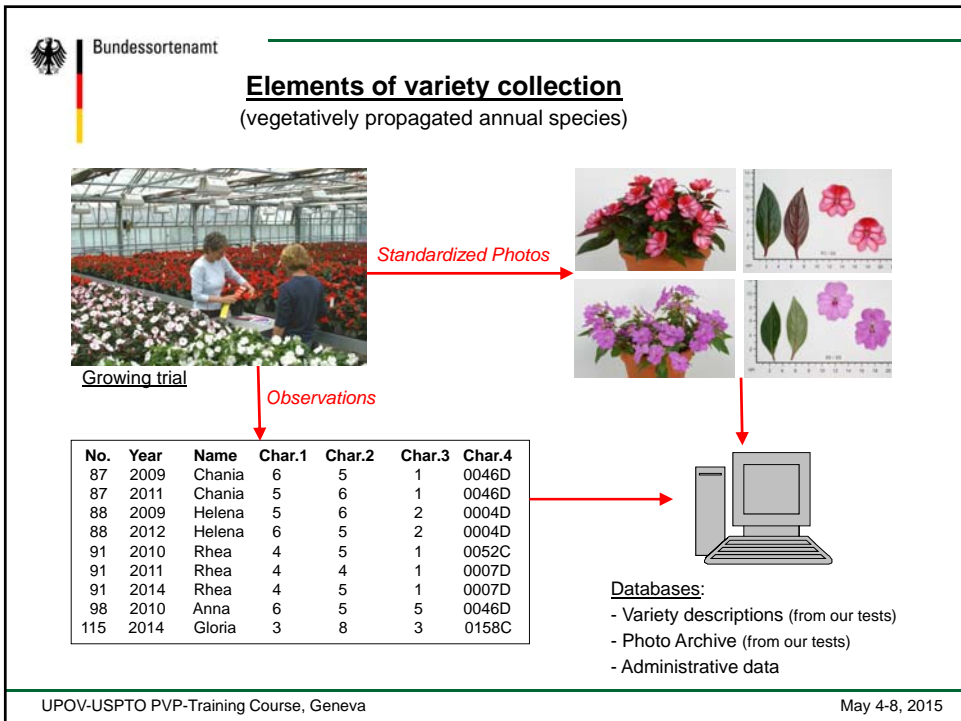 Bundessortenamt
Elements of variety collection
(vegetatively propagated annual species)
Standardized Photos
Growing trial
Observations
No. Year Name Char.1 Char.2 Char.3 Char.4
87 2009 Chania 6 5 1 0046D
87 2011 Chania 5 6 1 0046D
88 2009 Helena 5 6 2 0004D
88 2012 Helena 6 5 2 0004D
91 2010 Rhea 4 5 1 0052C
91 2011 Rhea 4 4 1 0007D
91 2014 Rhea 4 5 1 0007D
98 2010 Anna 6 5 5 0046D
115 2014 Gloria 3 8 3 0158C
Databases:
- Variety descriptions (from our tests)
- Photo Archive (from our tests)
- Administrative data
UPOV-USPTO PVP-Training Course, Geneva
May 4-8, 2015